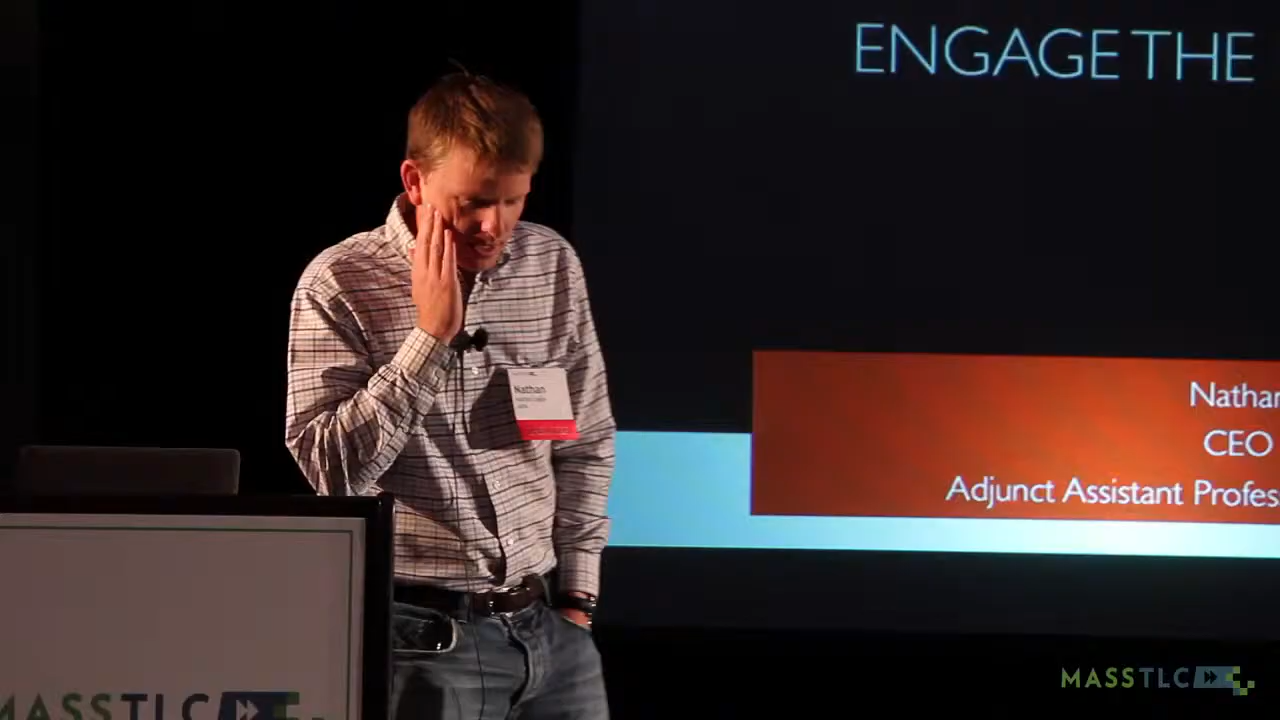 ENGAGE THE
Nathan
Nathan
CEO
Adjunct Assistant Profes
MASSTLC
MASSTLC